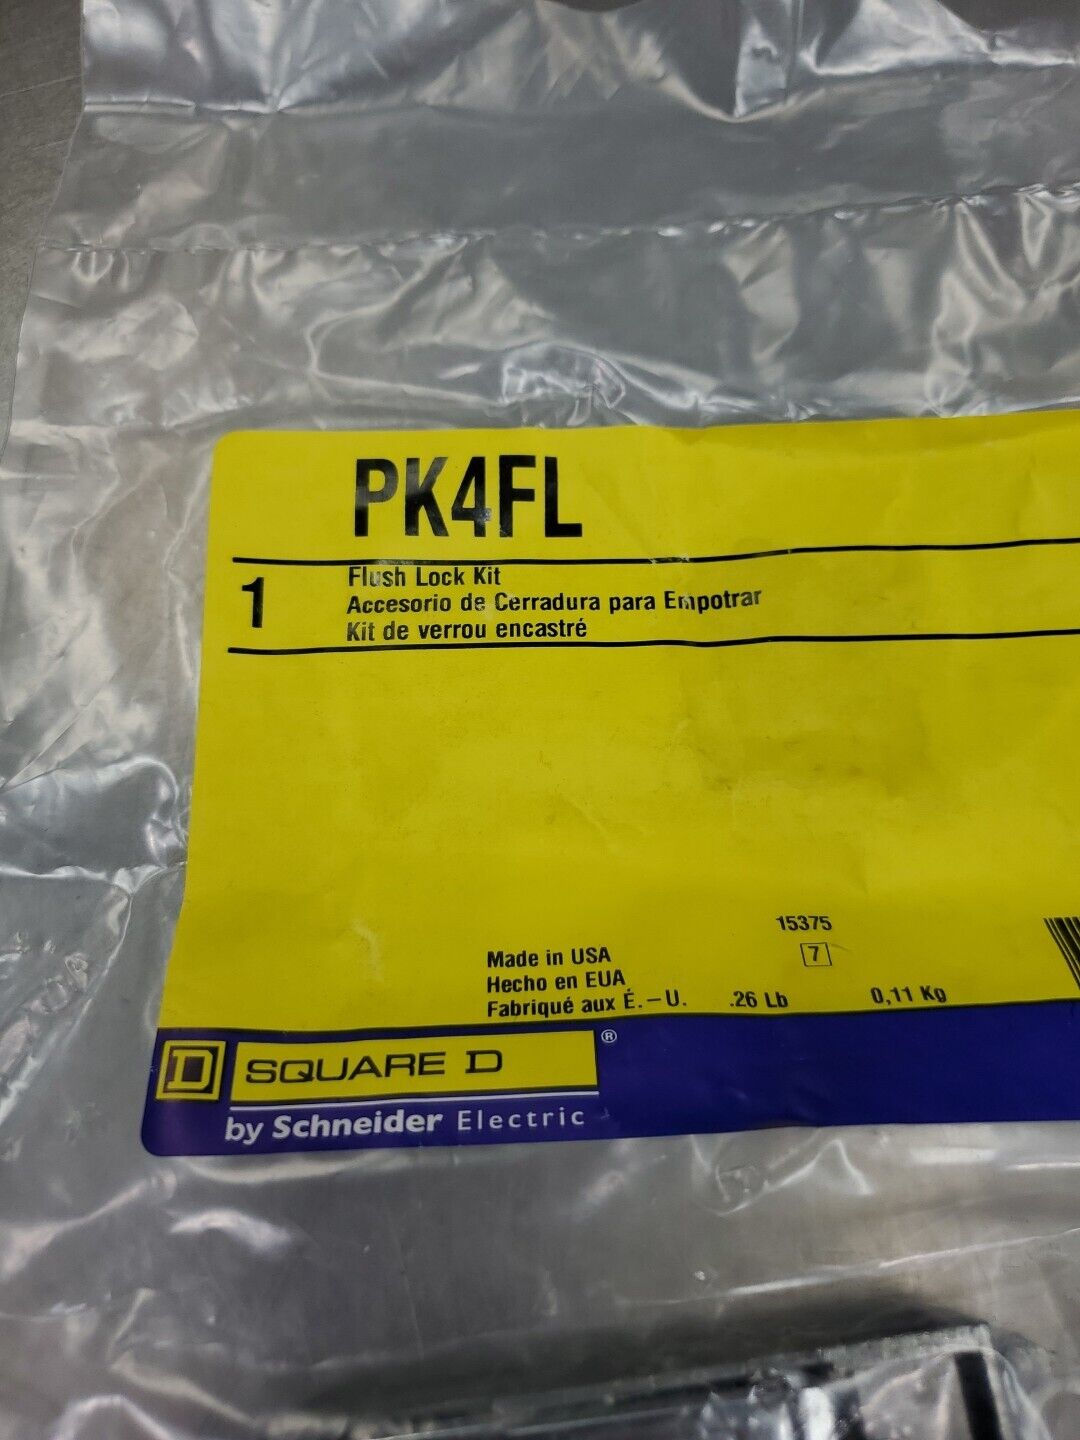 PK4FL
1
Flush Lock Kit
Accesorio de Cerradura para Empotrar
Kit de verrou encastré
15375
7
Made in USA
Hecho en EUA
Fabriqué aux É.-U. .26 Lb 0,11 Kg
D SQUARE D ®
by Schneider Electric